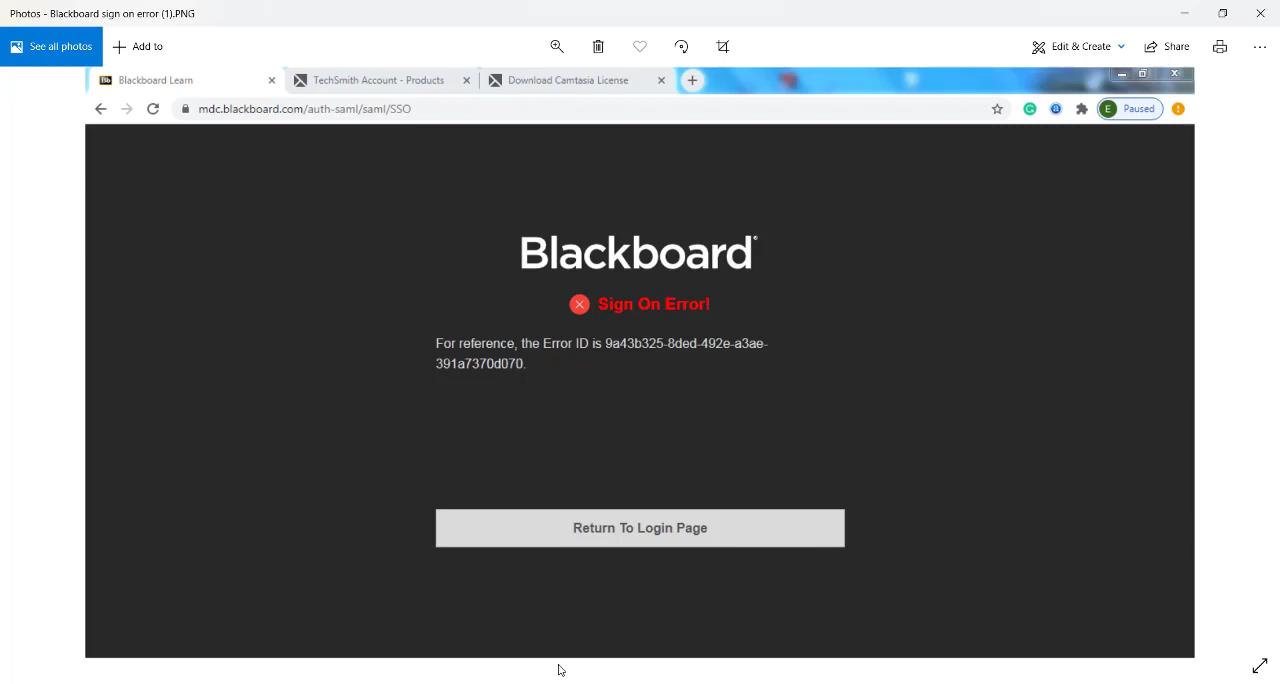 Photos - Blackboard sign on error (1).PNG
See all photos
Add to
Edit & Create
Share
Bb
Blackboard Learn
TechSmith Account - Products
Download Camtasia License
mdc.blackboard.com/auth-saml/saml/SSO
E
Paused
Blackboard
Sign On Error!
For reference, the Error ID is 9a43b325-8ded-492e-a3ae-
391a7370d070.
Return To Login Page